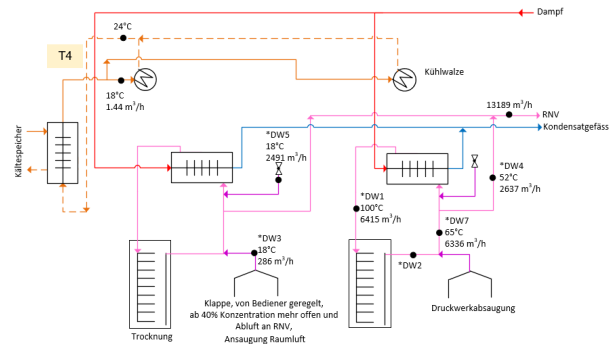 Dampf
24°C
T4
Kühlwalze
18°C
1.44 m³/h
13189 m³/h
RNV
Kondensatgefäss
Kältespeicher
*DW5
18°C
2491 m³/h
*DW4
52°C
2637 m³/h
*DW1
100°C
6415 m³/h
*DW7
65°C
6336 m³/h
*DW3
18°C
286 m³/h
*DW2
Trocknung
Klappe, von Bediener geregelt,
ab 40% Konzentration mehr offen und
Abluft an RNV,
Ansaugung Raumluft
Druckwerkabsaugung